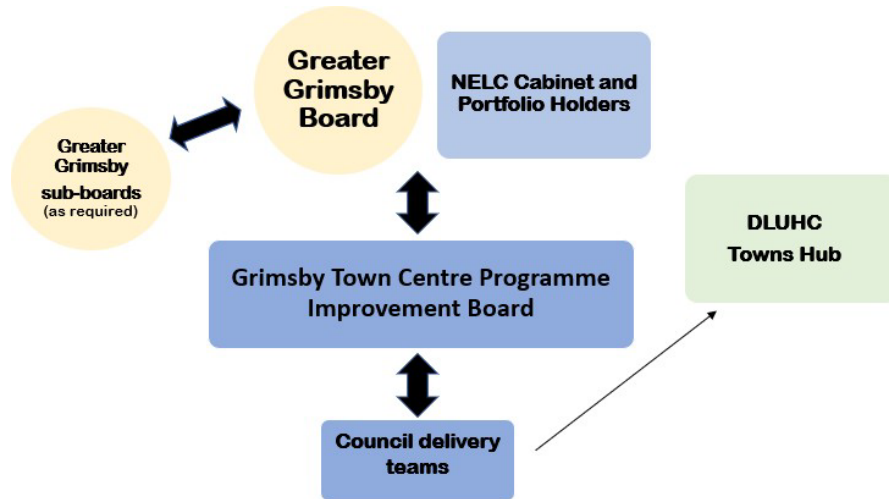 Greater
Grimsby
Board
NELC Cabinet and
Portfolio Holders
Greater
Grimsby
sub-boards
(as required)
DLUHC
Towns Hub
Grimsby Town Centre Programme
Improvement Board
Council delivery
teams